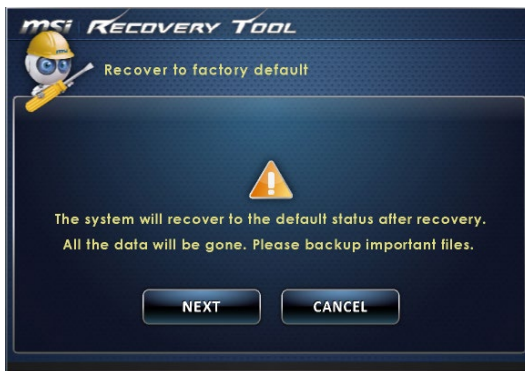 msi RECOVERY TOOL
Recover to factory default
The system will recover to the default status after recovery.
All the data will be gone. Please backup important files.
NEXT
CANCEL